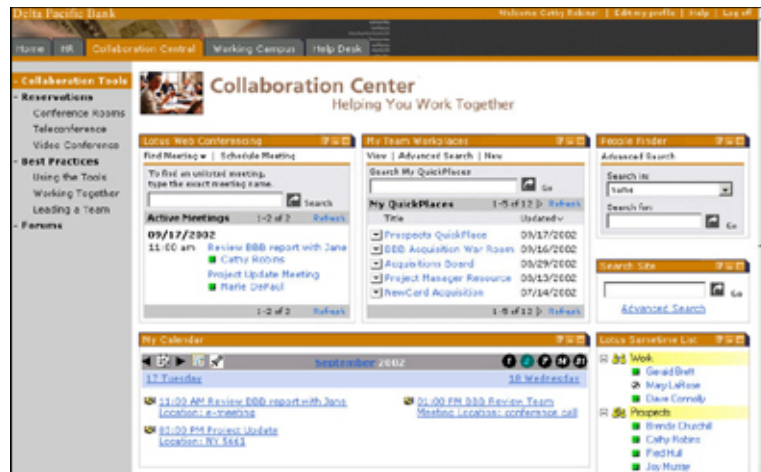 Delta Pacific Bank
Welcome Cathy Robins! | Edit my profile | Help | Log off
Home HR Collaboration Central Working Campus Help Desk
- Collaboration Tools
- Reservations
Conference Rooms
Teleconference
Video Conference
- Best Practices
Using the Tools
Working Together
Leading a Team
- Forums
Collaboration Center
Helping You Work Together
Lotus Web Conferencing
Find Meeting | Schedule Meeting
To find an unlisted meeting,
type the exact meeting name.
Search
Active Meetings 1-2 of 2 Refresh
09/17/2002
11:00 am Review BBB report with Jane
Cathy Robins
Project Update Meeting
Marie DePaul
1-2 of 2 Refresh
My Team Workplaces
View | Advanced Search | New
Search My QuickPlaces
Go
My QuickPlaces 1-5 of 12 Refresh
Title Updated
Prospects QuickPlace 09/17/2002
BBB Acquisition War Room 09/16/2002
Acquisitions Board
Project Manager Resource
NewCard Acquisition 07/14/2002
1-5 of 12 Refresh
People Finder
Advanced Search
Search in:
Name
Search for:
Go
Search Site
Go
Advanced Search
My Calendar
September 2002
17 Tuesday
18 Wednesday
11:00 AM Review BBB report with Jane
Location: e-meeting
02:00 PM Project Update
Location: NY 5661
01:00 PM BBB Review Team
Meeting Location: conference call
Lotus Sametime List
Work
Gerald Brett
Mary LaRose
Dave Connolly
Prospects
Brenda Churchill
Cathy Robins
Fred Hull
Joy Murray